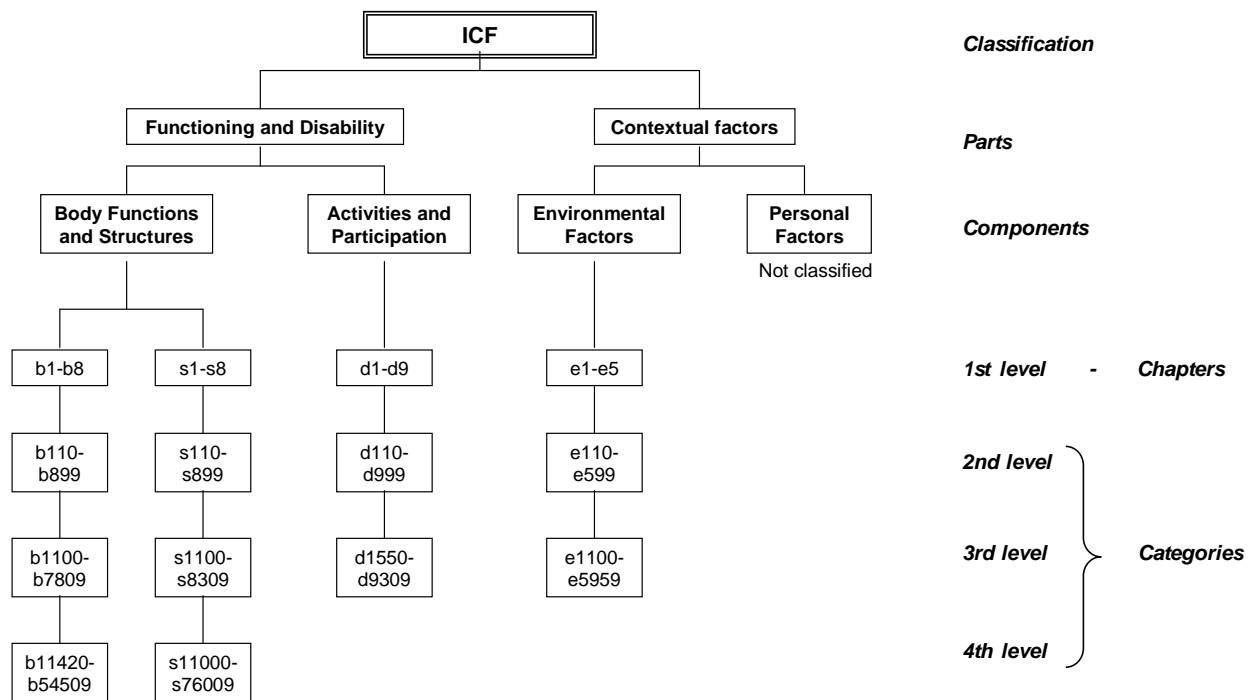 ICF
Classification
Functioning and Disability
Contextual factors
Parts
Body Functions
and Structures
Activities and
Participation
Environmental
Factors
Personal
Factors
Components
Not classified
b1-b8
s1-s8
d1-d9
e1-e5
1st level - Chapters
b110-
b899
s110-
s899
d110-
d999
e110-
e599
2nd level
b1100-
b7809
s1100-
s8309
d1550-
d9309
e1100-
e5959
3rd level
Categories
b11420-
b54509
s11000-
s76009
4th level